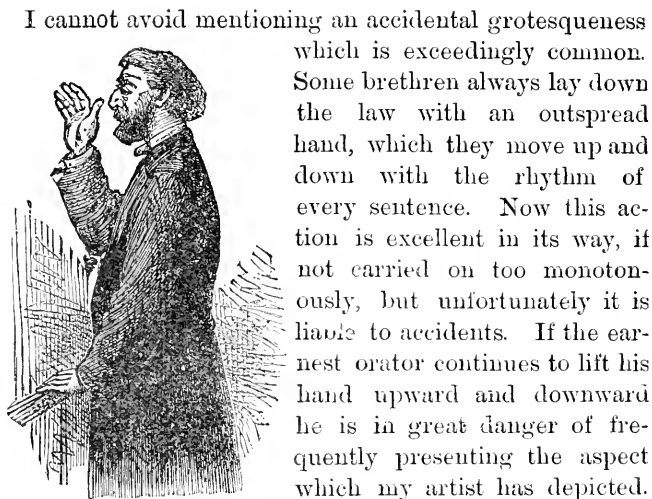 I cannot avoid mentioning an accidental grotesqueness
which is exceedingly common.
Some brethren always lay down
the law with an outspread
hand, which they move up and
down with the rhythm of
every sentence. Now this ac-
tion is excellent in its way, if
not carried on too monoton-
ously, but unfortunately it is
liable to accidents. If the ear-
nest orator continues to lift his
hand upward and downward
he is in great danger of fre-
quently presenting the aspect
which my artist has depicted.